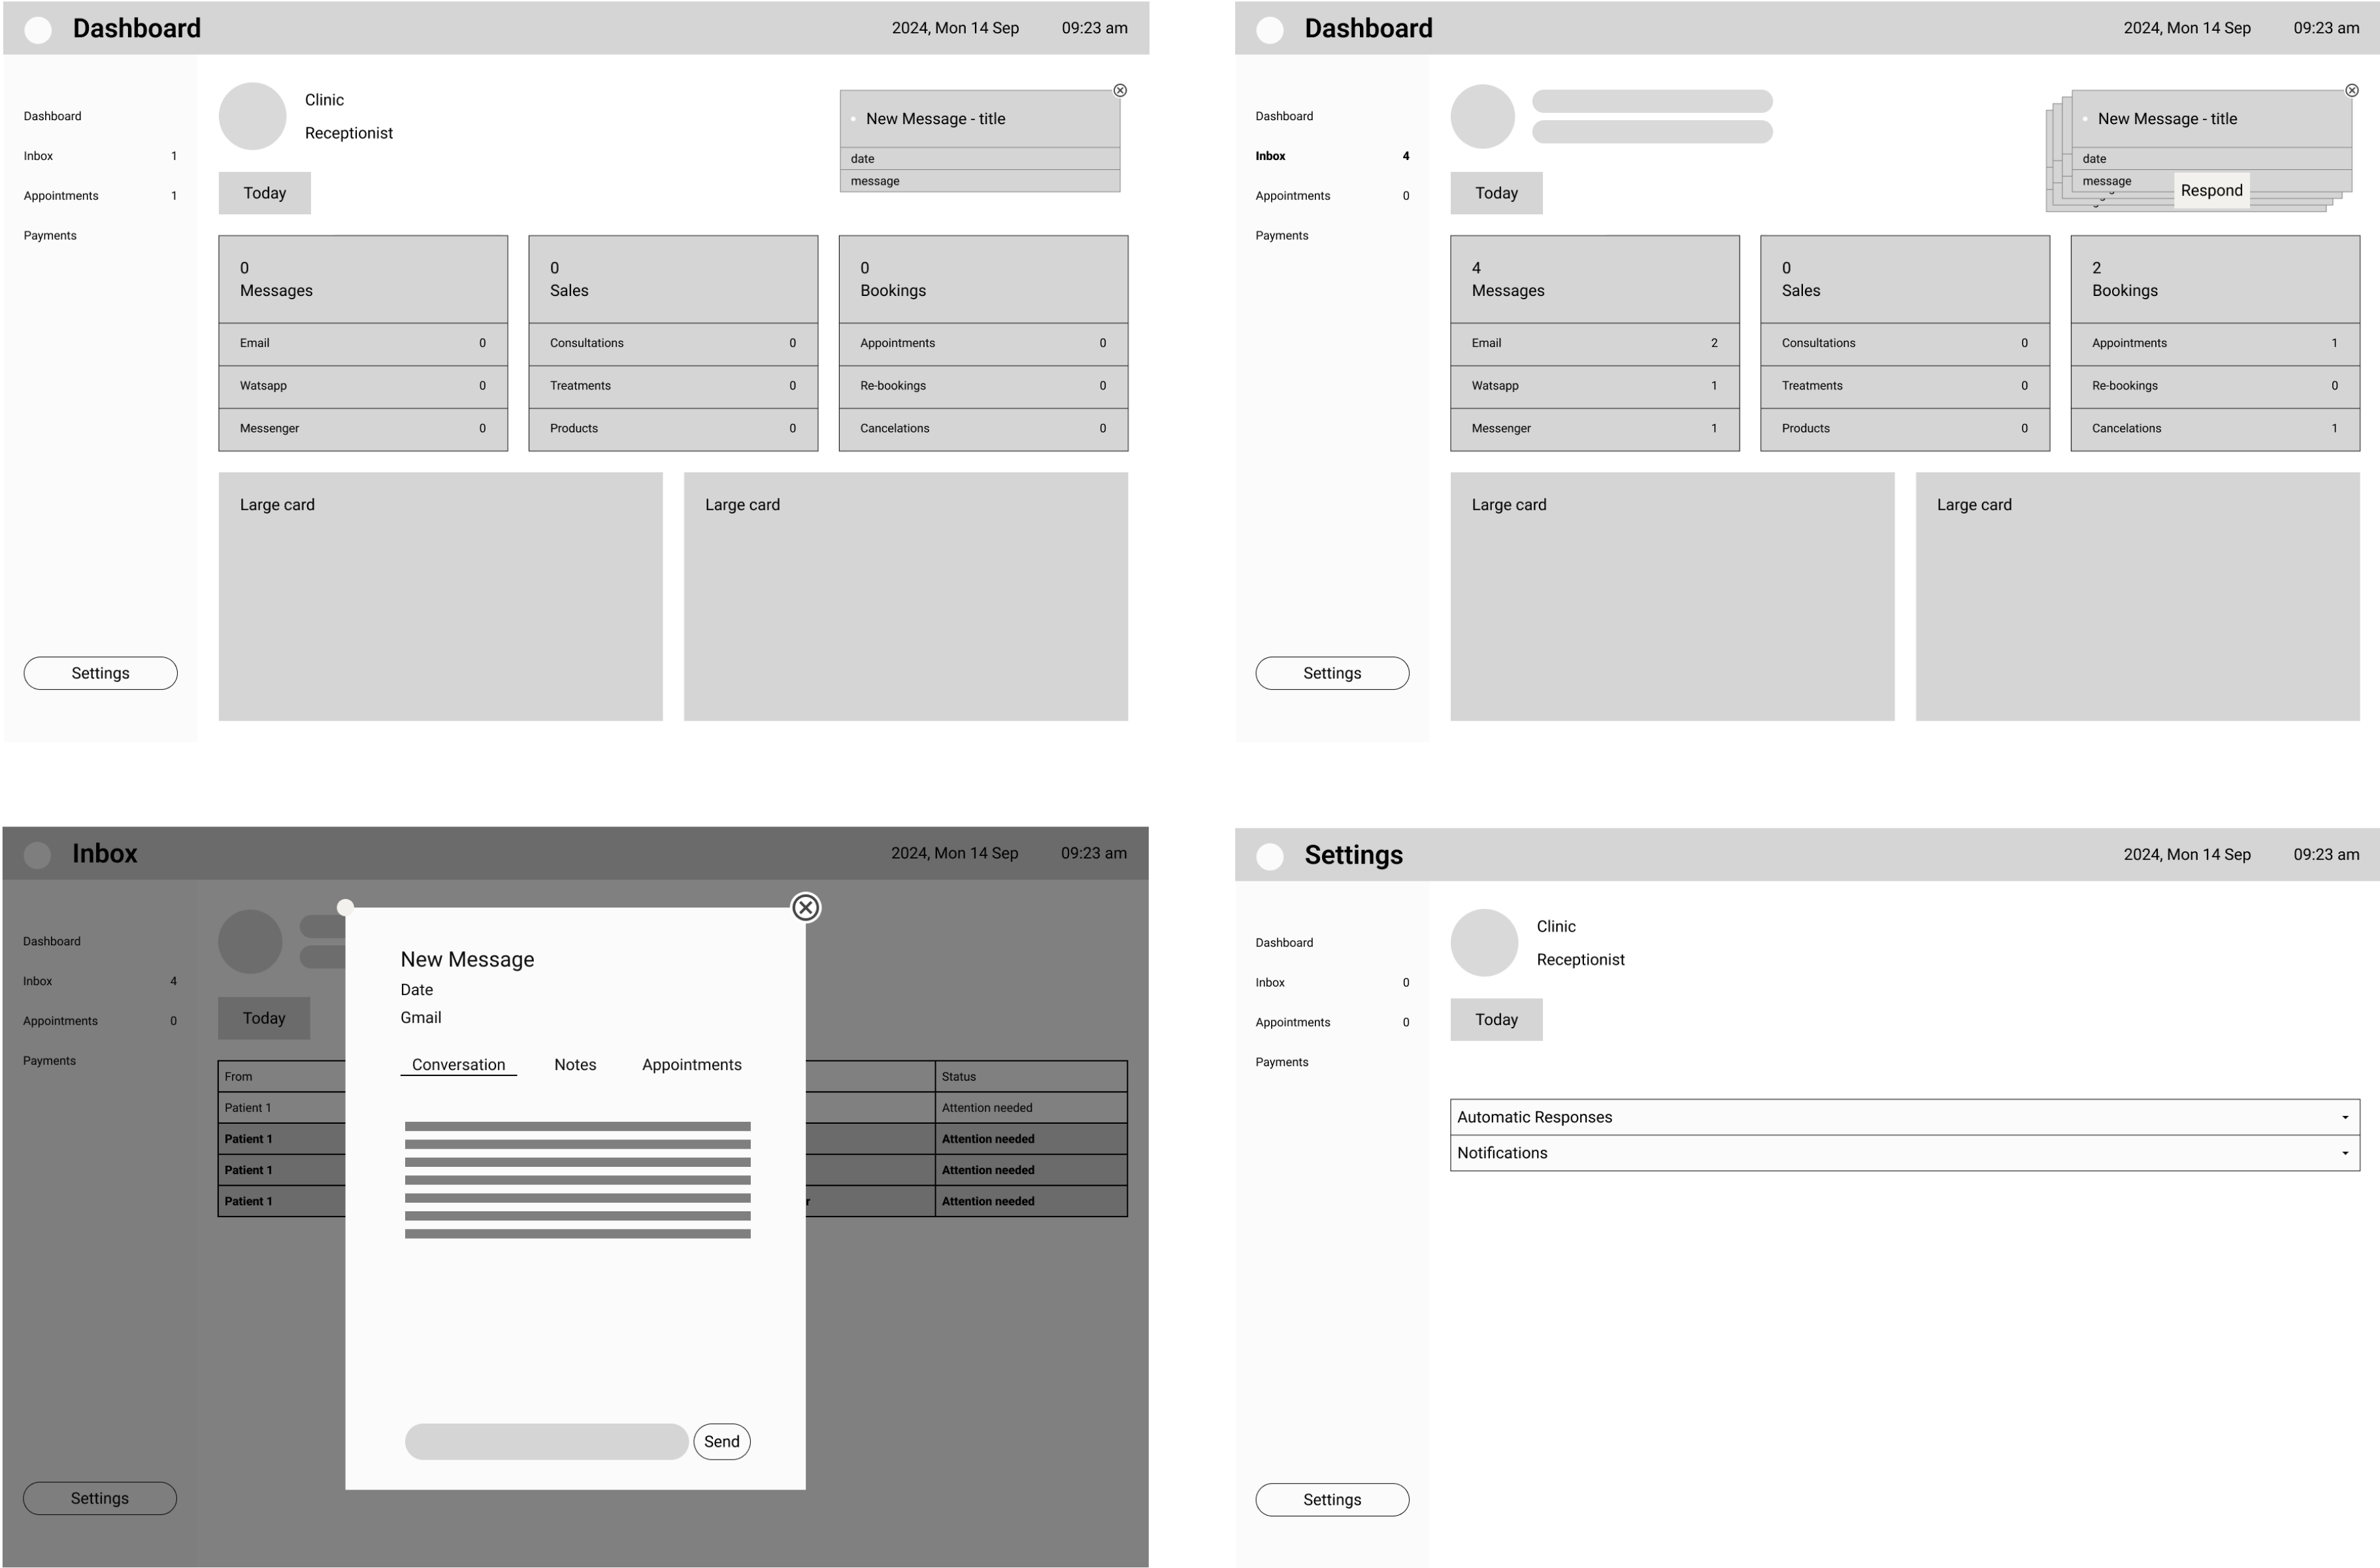 Dashboard 2024, Mon 14 Sep 09:23 am
Dashboard
Inbox 1
Appointments 1
Payments
Settings
Clinic
Receptionist
Today
New Message - title
date
message
0
Messages
Email 0
Watsapp 0
Messenger 0
0
Sales
Consultations 0
Treatments 0
Products 0
0
Bookings
Appointments 0
Re-bookings 0
Cancelations 0
Large card
Large card
Dashboard 2024, Mon 14 Sep 09:23 am
Dashboard
Inbox 4
Appointments 0
Payments
Settings
Today
New Message - title
date
message
Respond
4
Messages
Email 2
Watsapp 1
Messenger 1
0
Sales
Consultations 0
Treatments 0
Products 0
2
Bookings
Appointments 1
Re-bookings 0
Cancelations 1
Large card
Large card
Inbox 2024, Mon 14 Sep 09:23 am
Dashboard
Inbox 4
Appointments 0
Payments
Settings
Today
From Status
Patient 1 Attention needed
Patient 1 Attention needed
Patient 1 Attention needed
Patient 1 Attention needed
New Message
Date
Gmail
Conversation Notes Appointments
Send
Settings 2024, Mon 14 Sep 09:23 am
Dashboard
Inbox 0
Appointments 0
Payments
Settings
Clinic
Receptionist
Today
Automatic Responses
Notifications